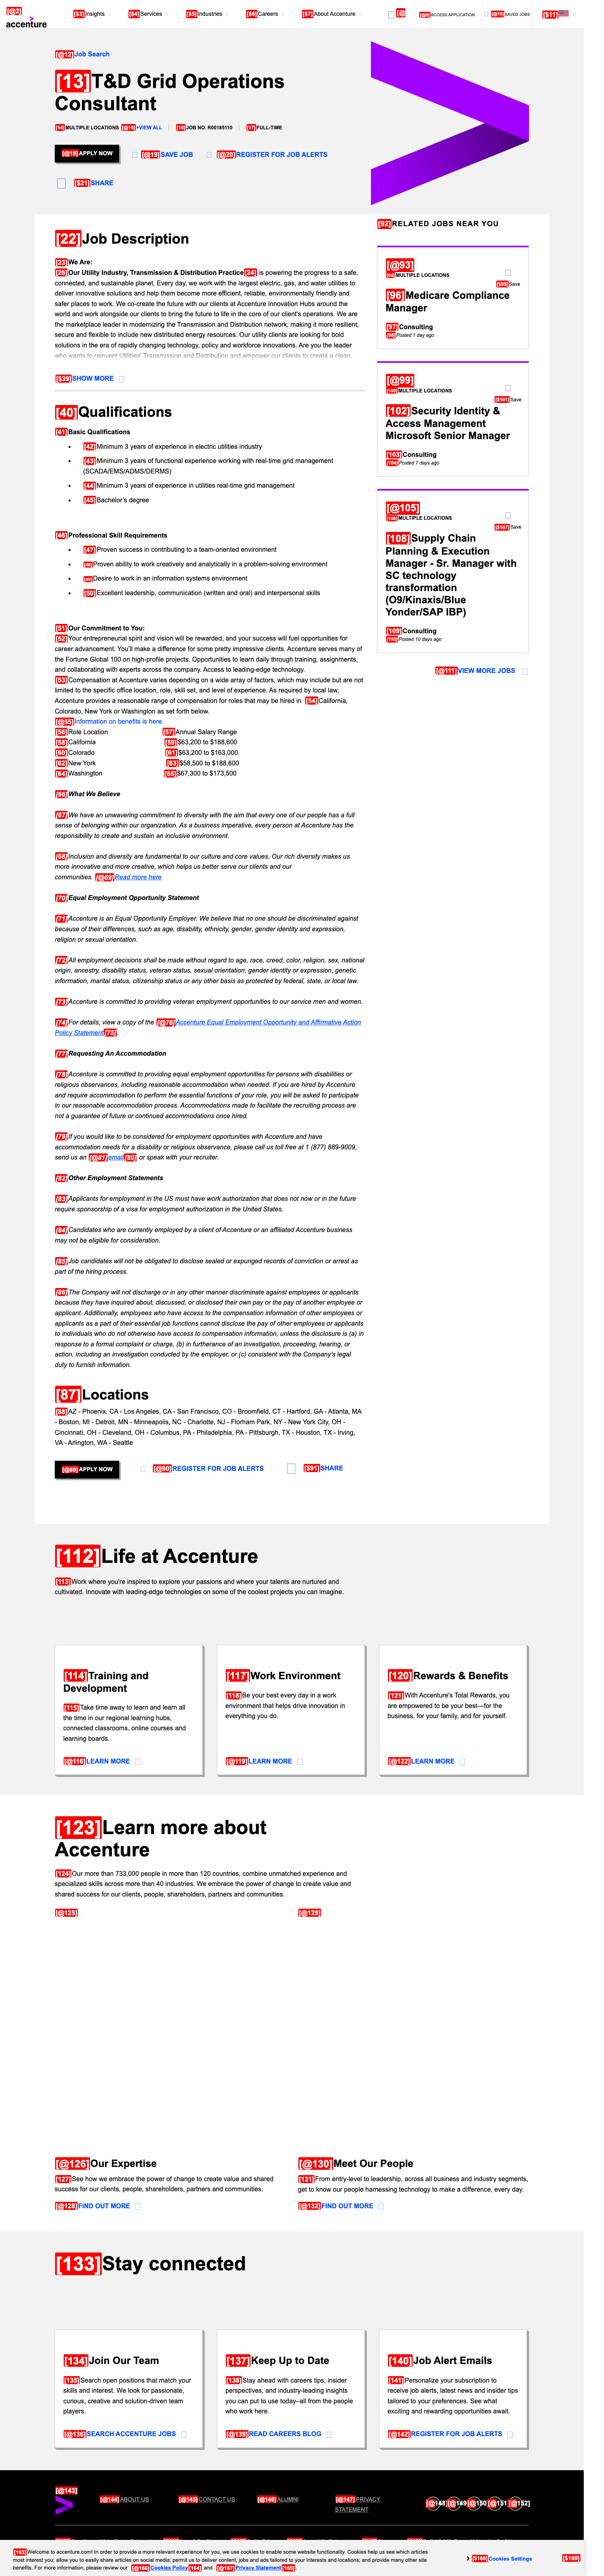 [@2]
accenture
[$3]Insights
[$4]Services
[$5]Industries
[$6]Careers
[$7]About Accenture
[@
ACCESS APPLICATION
[@10]SAVED JOBS
[$11]
[@12]Job Search
[13]T&D Grid Operations
Consultant
[14]MULTIPLE LOCATIONS +VIEW ALL
JOB NO. R00185110
[17]FULL-TIME
[@18]APPLY NOW
[@19]SAVE JOB
[@20]REGISTER FOR JOB ALERTS
[$21]SHARE
[22]Job Description
[23]We Are:
[26]Our Utility Industry, Transmission & Distribution Practice[24] is powering the progress to a safe,
connected, and sustainable planet. Every day, we work with the largest electric, gas, and water utilities to
deliver innovative solutions and help them become more efficient, reliable, environmentally friendly and
safer places to work. We co-create the future with our clients at Accenture Innovation Hubs around the
world and work alongside our clients to bring the future to life in the core of our client's operations. We are
the marketplace leader in modernizing the Transmission and Distribution network, making it more resilient,
secure and flexible to include new distributed energy resources. Our utility clients are looking for bold
solutions in the era of rapidly changing technology, policy and workforce innovations. Are you the leader
who wants to reinvent Utilities' Transmission and Distribution and empower our clients to create a clean,
[$39]SHOW MORE
[40]Qualifications
[41]Basic Qualifications
[42]Minimum 3 years of experience in electric utilities industry
[43]Minimum 3 years of functional experience working with real-time grid management
(SCADA/EMS/ADMS/DERMS)
[44]Minimum 3 years of experience in utilities real-time grid management
[45]Bachelor's degree
[46]Professional Skill Requirements
[47]Proven success in contributing to a team-oriented environment
[48]Proven ability to work creatively and analytically in a problem-solving environment
[49]Desire to work in an information systems environment
[50]Excellent leadership, communication (written and oral) and interpersonal skills
[51]Our Commitment to You:
[52]Your entrepreneurial spirit and vision will be rewarded, and your success will fuel opportunities for
career advancement. You'll make a difference for some pretty impressive clients. Accenture serves many of
the Fortune Global 100 on high-profile projects. Opportunities to learn daily through training, assignments,
and collaborating with experts across the company. Access to leading-edge technology.
[53]Compensation at Accenture varies depending on a wide array of factors, which may include but are not
limited to the specific office location, role, skill set, and level of experience. As required by local law,
Accenture provides a reasonable range of compensation for roles that may be hired in [54]California,
Colorado, New York or Washington as set forth below.
[@55]Information on benefits is here.
[56]Role Location [57]Annual Salary Range
[58]California [59]$63,200 to $188,600
[60]Colorado [61]$63,200 to $163,000
[62]New York [63]$58,500 to $188,600
[64]Washington [65]$67,300 to $173,500
[66]What We Believe
[67]We have an unwavering commitment to diversity with the aim that every one of our people has a full
sense of belonging within our organization. As a business imperative, every person at Accenture has the
responsibility to create and sustain an inclusive environment.
[68]Inclusion and diversity are fundamental to our culture and core values. Our rich diversity makes us
more innovative and more creative, which helps us better serve our clients and our
communities. [@69]Read more here
[70]Equal Employment Opportunity Statement
[71]Accenture is an Equal Opportunity Employer. We believe that no one should be discriminated against
because of their differences, such as age, disability, ethnicity, gender, gender identity and expression,
religion or sexual orientation.
[72]All employment decisions shall be made without regard to age, race, creed, color, religion, sex, national
origin, ancestry, disability status, veteran status, sexual orientation, gender identity or expression, genetic
information, marital status, citizenship status or any other basis as protected by federal, state, or local law.
[73]Accenture is committed to providing veteran employment opportunities to our service men and women.
[74]For details, view a copy of the [@76]Accenture Equal Employment Opportunity and Affirmative Action
Policy Statement[75].
[77]Requesting An Accommodation
[78]Accenture is committed to providing equal employment opportunities for persons with disabilities or
religious observances, including reasonable accommodation when needed. If you are hired by Accenture
and require accommodation to perform the essential functions of your role, you will be asked to participate
in our reasonable accommodation process. Accommodations made to facilitate the recruiting process are
not a guarantee of future or continued accommodations once hired.
[79]If you would like to be considered for employment opportunities with Accenture and have
accommodation needs for a disability or religious observance, please call us toll free at 1 (877) 889-9009,
send us an [@81]email[80] or speak with your recruiter.
[82]Other Employment Statements
[83]Applicants for employment in the US must have work authorization that does not now or in the future
require sponsorship of a visa for employment authorization in the United States.
[84]Candidates who are currently employed by a client of Accenture or an affiliated Accenture business
may not be eligible for consideration.
[85]Job candidates will not be obligated to disclose sealed or expunged records of conviction or arrest as
part of the hiring process.
[86]The Company will not discharge or in any other manner discriminate against employees or applicants
because they have inquired about, discussed, or disclosed their own pay or the pay of another employee or
applicant. Additionally, employees who have access to the compensation information of other employees or
applicants as a part of their essential job functions cannot disclose the pay of other employees or applicants
to individuals who do not otherwise have access to compensation information, unless the disclosure is (a) in
response to a formal complaint or charge, (b) in furtherance of an investigation, proceeding, hearing, or
action, including an investigation conducted by the employer, or (c) consistent with the Company's legal
duty to furnish information.
[87]Locations
[88]AZ - Phoenix, CA - Los Angeles, CA - San Francisco, CO - Broomfield, CT - Hartford, GA - Atlanta, MA
- Boston, MI - Detroit, MN - Minneapolis, NC - Charlotte, NJ - Florham Park, NY - New York City, OH -
Cincinnati, OH - Cleveland, OH - Columbus, PA - Philadelphia, PA - Pittsburgh, TX - Houston, TX - Irving,
VA - Arlington, WA - Seattle
[@89]APPLY NOW
[@90]REGISTER FOR JOB ALERTS
[$91]SHARE
[92]RELATED JOBS NEAR YOU
[@93]
MULTIPLE LOCATIONS
[$95]Save
[96]Medicare Compliance
Manager
[97]Consulting
[98]Posted 1 day ago
[@99]
[100]MULTIPLE LOCATIONS
[$101]Save
[102]Security Identity &
Access Management
Microsoft Senior Manager
[103]Consulting
[104]Posted 7 days ago
[@105]
[106]MULTIPLE LOCATIONS
[$107]Save
[108]Supply Chain
Planning & Execution
Manager - Sr. Manager with
SC technology
transformation
(O9/Kinaxis/Blue
Yonder/SAP IBP)
[109]Consulting
[110]Posted 10 days ago
[@111]VIEW MORE JOBS
[112]Life at Accenture
[113]Work where you're inspired to explore your passions and where your talents are nurtured and
cultivated. Innovate with leading-edge technologies on some of the coolest projects you can imagine.
[114]Training and
Development
[115]Take time away to learn and learn all
the time in our regional learning hubs,
connected classrooms, online courses and
learning boards.
[@116]LEARN MORE
[117]Work Environment
[118]Be your best every day in a work
environment that helps drive innovation in
everything you do.
[@119]LEARN MORE
[120]Rewards & Benefits
[121]With Accenture's Total Rewards, you
are empowered to be your best—for the
business, for your family, and for yourself.
[@122]LEARN MORE
[123]Learn more about
Accenture
[124]Our more than 733,000 people in more than 120 countries, combine unmatched experience and
specialized skills across more than 40 industries. We embrace the power of change to create value and
shared success for our clients, people, shareholders, partners and communities.
[@125]
[@129]
[@126]Our Expertise
[127]See how we embrace the power of change to create value and shared
success for our clients, people, shareholders, partners and communities.
[@128]FIND OUT MORE
[@130]Meet Our People
[131]From entry-level to leadership, across all business and industry segments,
get to know our people harnessing technology to make a difference, every day.
[@132]FIND OUT MORE
[133]Stay connected
[134]Join Our Team
[135]Search open positions that match your
skills and interest. We look for passionate,
curious, creative and solution-driven team
players.
[@136]SEARCH ACCENTURE JOBS
[137]Keep Up to Date
[138]Stay ahead with careers tips, insider
perspectives, and industry-leading insights
you can put to use today–all from the people
who work here.
[@139]READ CAREERS BLOG
[140]Job Alert Emails
[141]Personalize your subscription to
receive job alerts, latest news and insider tips
tailored to your preferences. See what
exciting and rewarding opportunities await.
[@142]REGISTER FOR JOB ALERTS
[@143]
[@144]ABOUT US
[@145]CONTACT US
[@146]ALUMNI
[@147]PRIVACY
STATEMENT
[@148][@149][@150][@151][@152]
[163]Welcome to accenture.com! In order to provide a more relevant experience for you, we use cookies to enable some website functionality. Cookies help us see which articles
most interest you; allow you to easily share articles on social media; permit us to deliver content, jobs and ads tailored to your interests and locations; and provide many other site
benefits. For more information, please review our [@166]Cookies Policy[164] and [@167]Privacy Statement[165].
[$168]Cookies Settings
[$169]